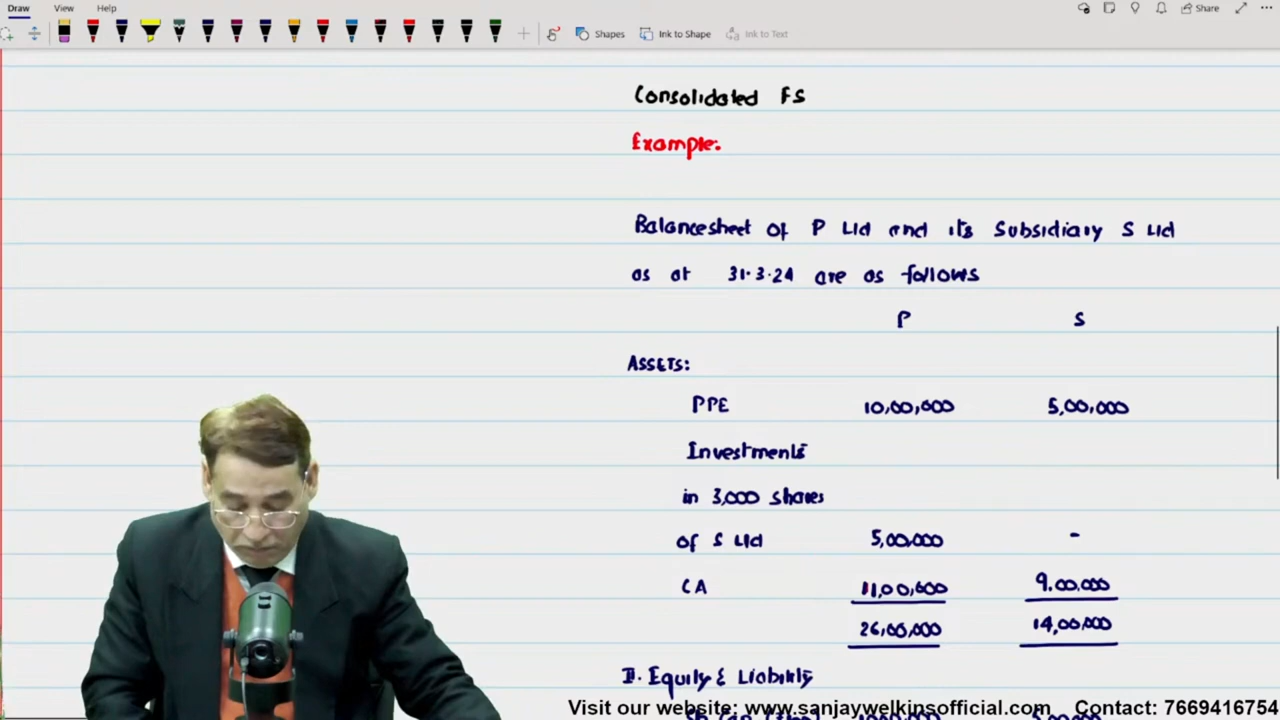 Draw View Help
Share
Shapes Ink to Shape Ink to Text
Consolidated FS
Example:
Balancesheet of P Ltd and its Subsidiary S Ltd
as at 31.3.24 are as follows
P S
ASSETS:
PPE 10,00,000 5,00,000
Investments
in 3,000 shares
of S Ltd 5,00,000 -
CA 11,00,000 9,00,000
26,00,000 14,00,000
II. Equity & Liability
Visit our website: www.sanjaywelkinsofficial.com Contact: 7669416754